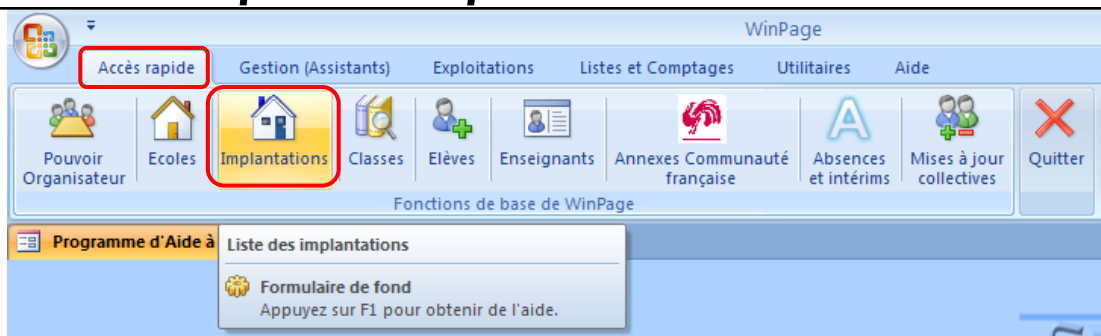 WinPage
Accès rapide Gestion (Assistants) Exploitations Listes et Comptages Utilitaires Aide
Pouvoir Organisateur
Ecoles
Implantations
Classes
Elèves
Enseignants
Annexes Communauté française
Absences et intérims
Mises à jour collectives
Quitter
Fonctions de base de WinPage
Programme d'Aide à
Liste des implantations
Formulaire de fond
Appuyez sur F1 pour obtenir de l'aide.